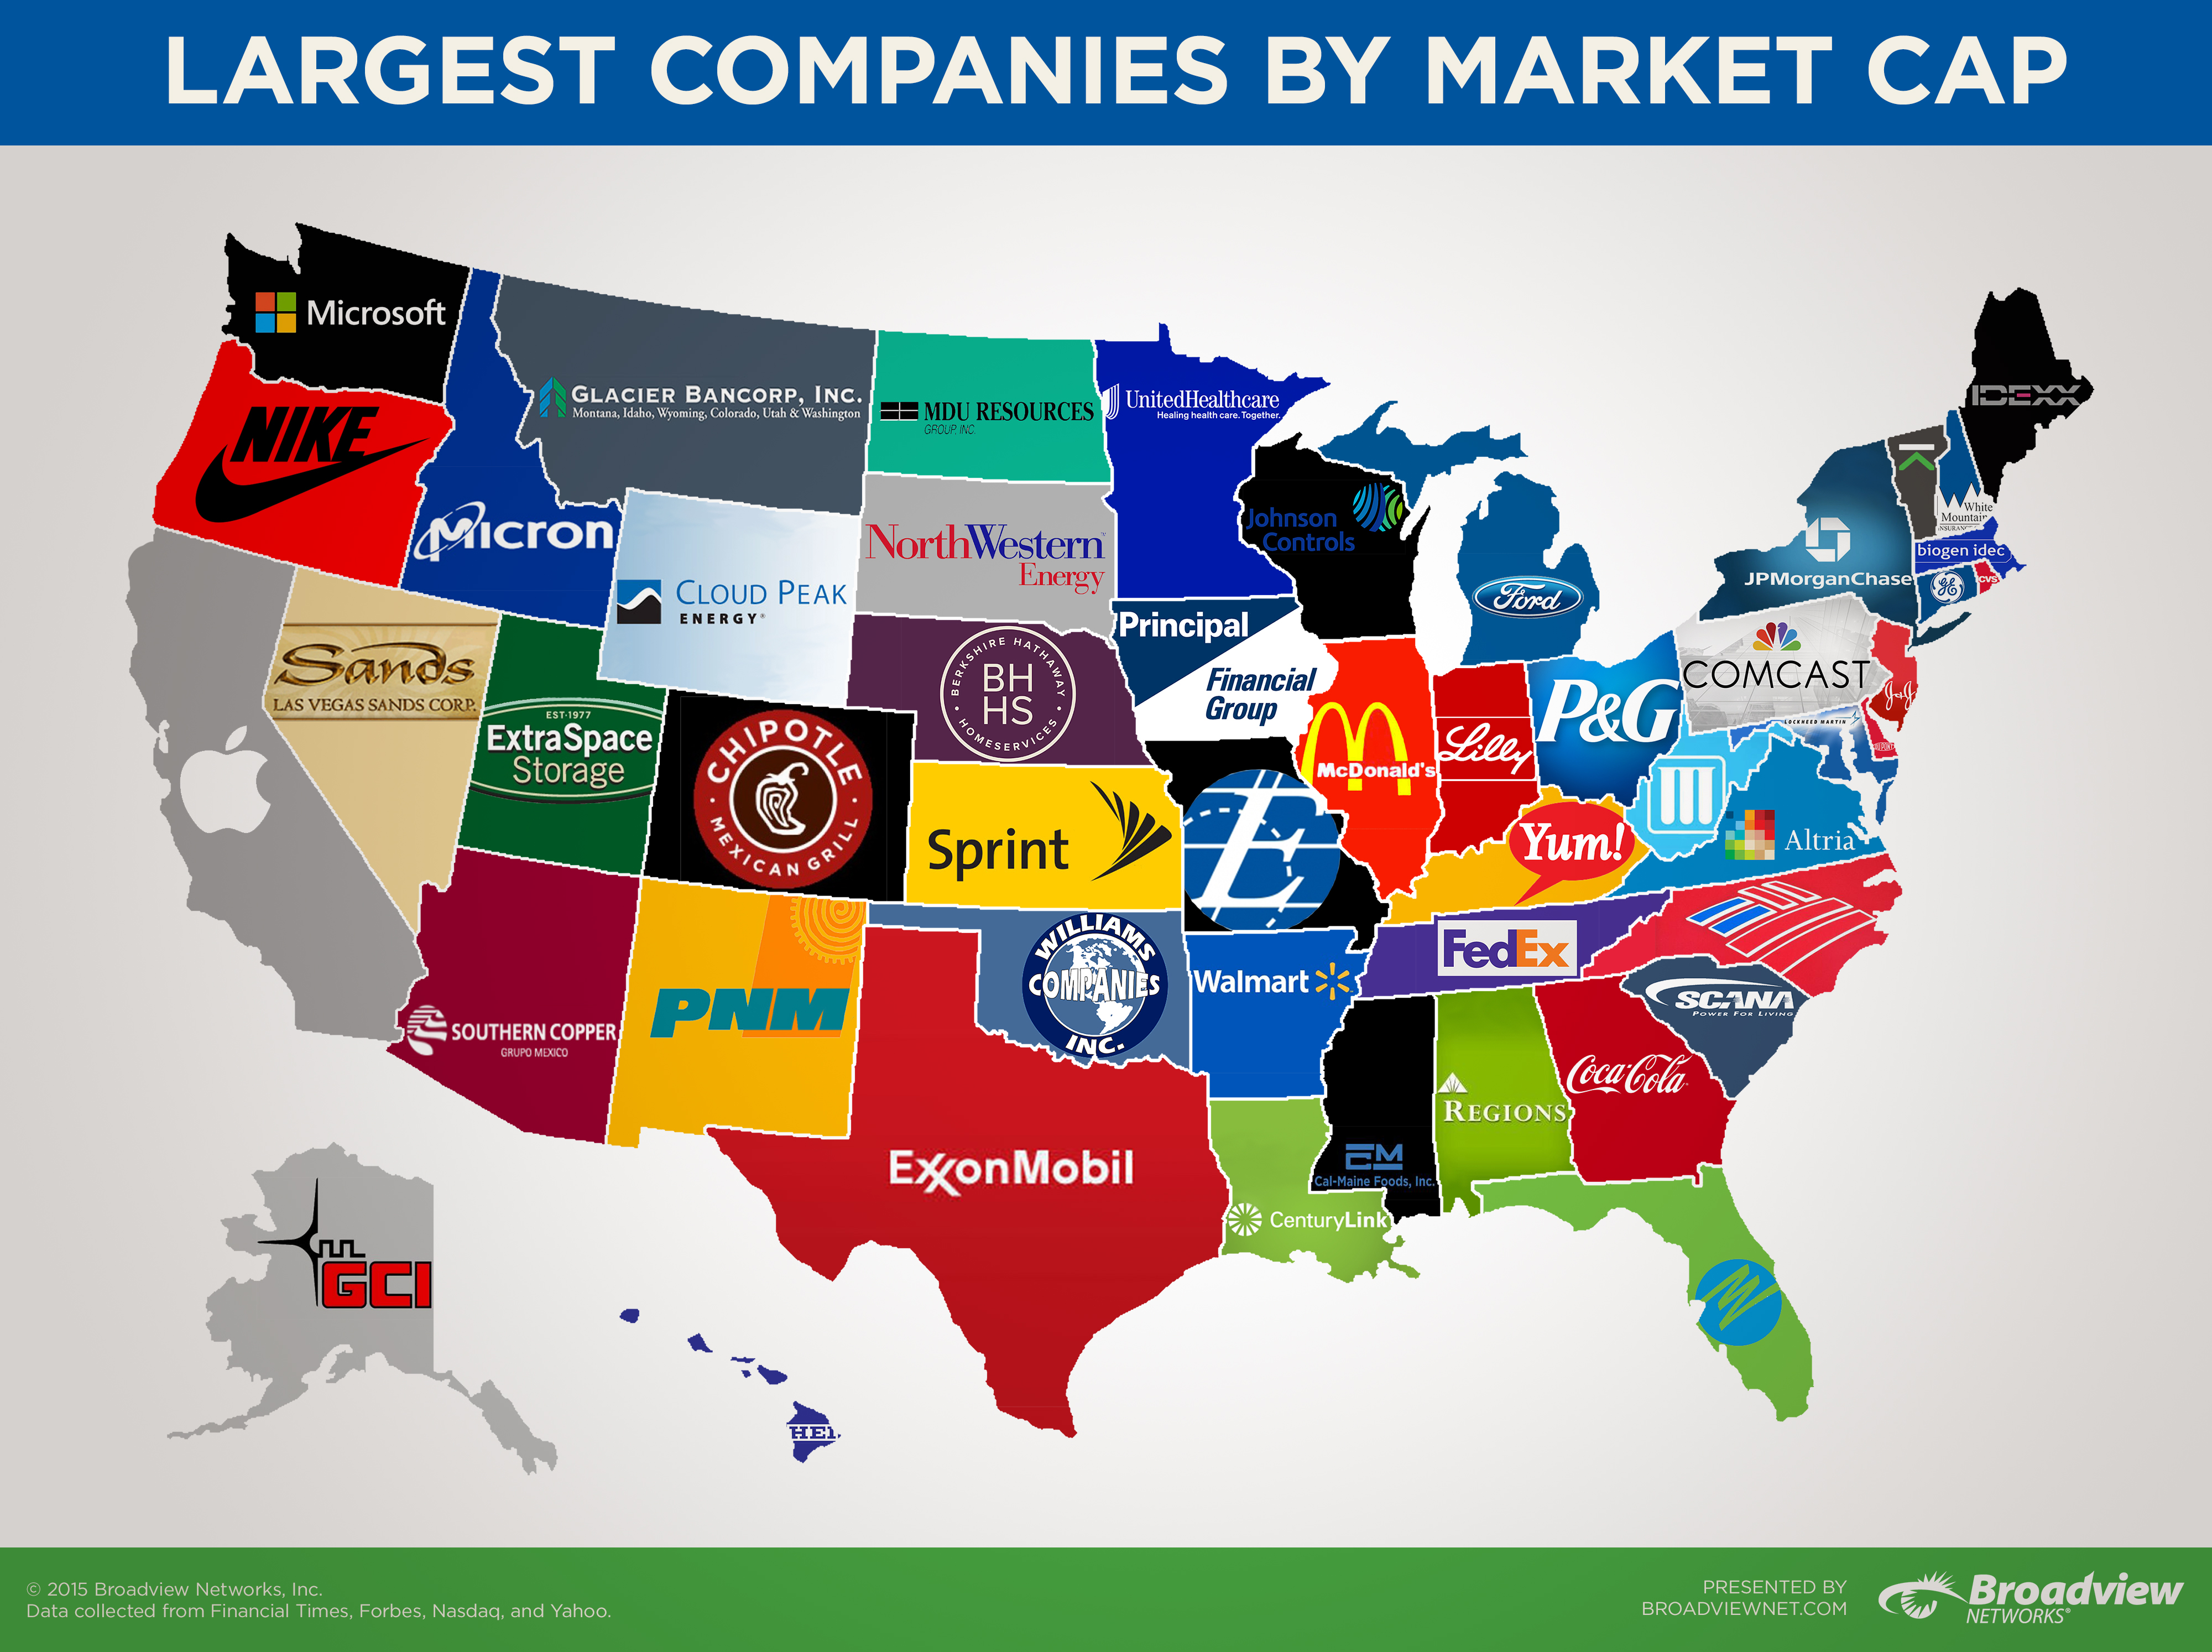 LARGEST COMPANIES BY MARKET CAP
Microsoft
NIKE
Micron
GLACIER BANCORP, INC.
Montana, Idaho, Wyoming, Colorado, Utah & Washington
MDU RESOURCES
GROUP, INC.
UnitedHealthcare
Healing health care. Together.
NorthWestern
Energy
CLOUD PEAK
ENERGY®
Johnson
Controls
Ford
IDEXX
White
Mountain
biogen idec
GE
CVS
JPMorganChase
Sands
LAS VEGAS SANDS CORP.
EST·1977
ExtraSpace
Storage
CHIPOTLE
MEXICAN GRILL
BERKSHIRE HATHAWAY
BH
HS
HOMESERVICES
Principal
Financial
Group
McDonald's
Lilly
P&G
COMCAST
J&J
LOCKHEED MARTIN
DUPONT
Sprint
E
Yum!
Altria
FedEx
Walmart
WILLIAMS
COMPANIES
INC.
PNM
SOUTHERN COPPER
GRUPO MEXICO
SCANA
POWER FOR LIVING
Coca-Cola
REGIONS
Cal-Maine Foods, Inc.
CenturyLink
ExxonMobil
GCI
HEI
© 2015 Broadview Networks, Inc.
Data collected from Financial Times, Forbes, Nasdaq, and Yahoo.
PRESENTED BY
BROADVIEWNET.COM
Broadview
NETWORKS®